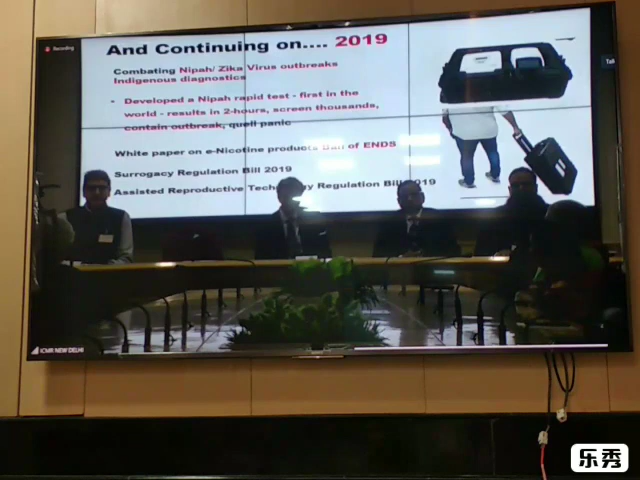 Recording
And Continuing on.... 2019
Combating Nipah/ Zika Virus outbreaks
Indigenous diagnostics
• Developed a Nipah rapid test - first in the
world - results in 2-hours, screen thousands,
contain outbreak, quell panic
White paper on e-Nicotine products Ban of ENDS
Surrogacy Regulation Bill 2019
Assisted Reproductive Technology Regulation Bill 2019
ICMR NEW DELHI
乐秀